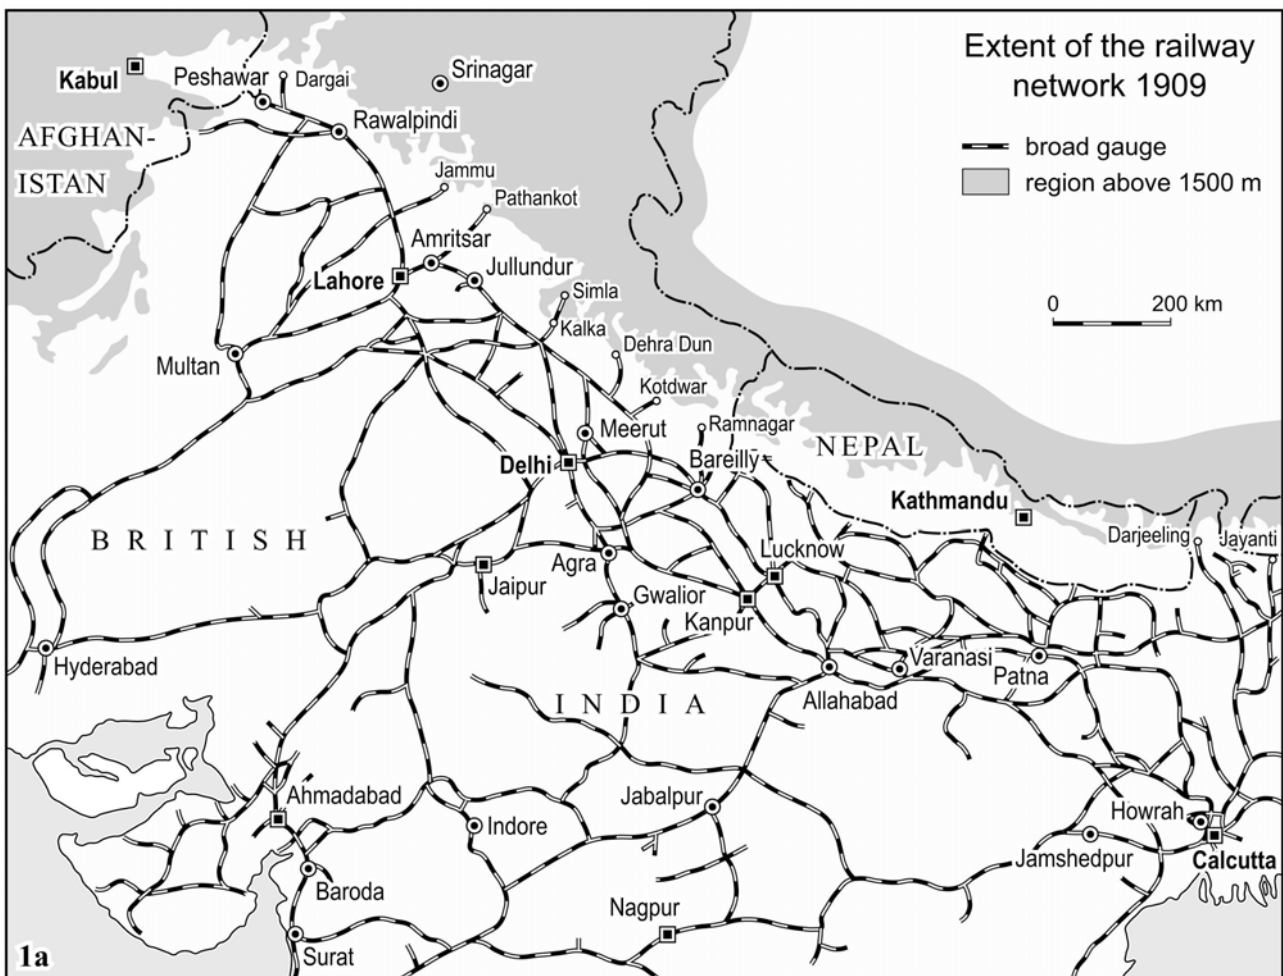 Extent of the railway
network 1909
broad gauge
region above 1500 m
0 200 km
Kabul
Peshawar
Dargai
Srinagar
AFGHAN-
ISTAN
Rawalpindi
Jammu
Pathankot
Amritsar
Lahore
Jullundur
Simla
Kalka
Multan
Dehra Dun
Kotdwar
Meerut
Ramnagar
Delhi
Bareilly
NEPAL
Kathmandu
BRITISH
Darjeeling
Jayanti
Agra
Lucknow
Jaipur
Gwalior
Kanpur
Hyderabad
Varanasi
Patna
Allahabad
INDIA
Ahmadabad
Jabalpur
Indore
Howrah
Jamshedpur
Calcutta
Baroda
Nagpur
Surat
1a